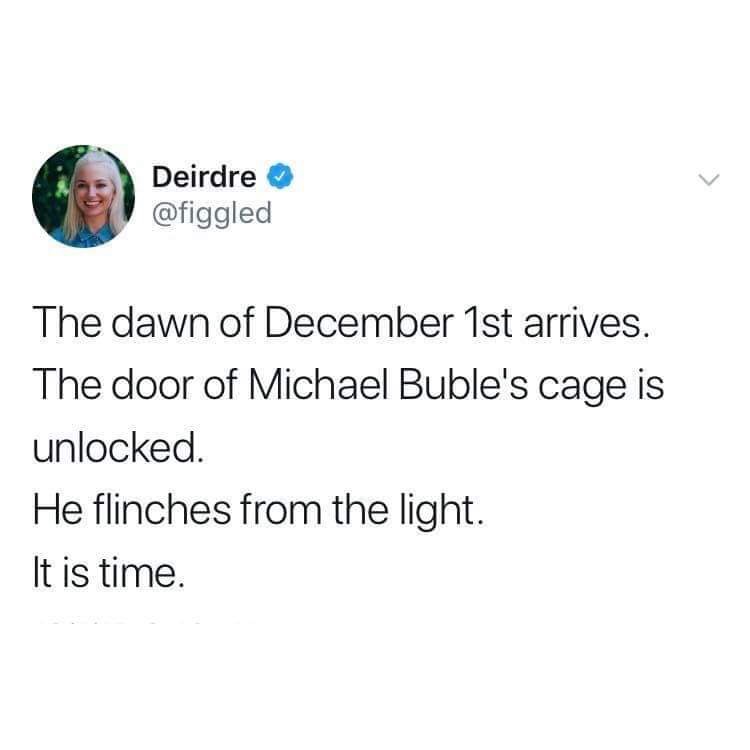 Deirdre
@figgled
The dawn of December 1st arrives.
The door of Michael Buble's cage is
unlocked.
He flinches from the light.
It is time.